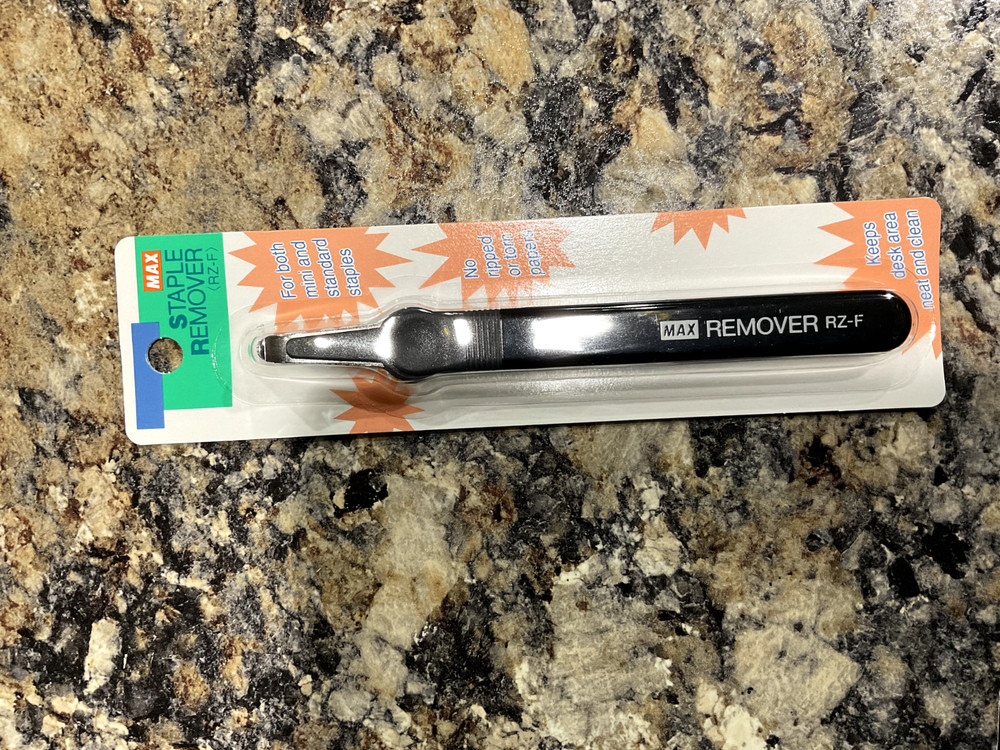 MAX
STAPLE
REMOVER
〈RZ-F〉
For both
mini and
standard
staples
No
ripped
or torn
papers
Keeps
desk area
neat and clean
MAX REMOVER RZ-F